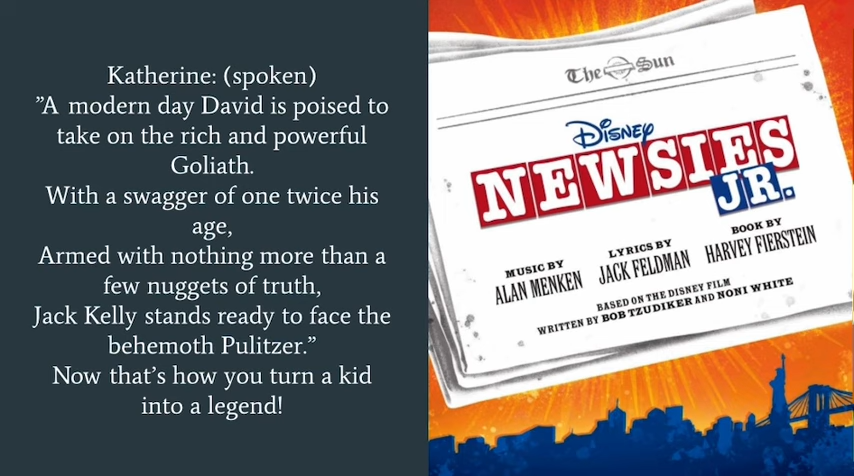 Katherine: (spoken)
”A modern day David is poised to
take on the rich and powerful
Goliath.
With a swagger of one twice his
age,
Armed with nothing more than a
few nuggets of truth,
Jack Kelly stands ready to face the
behemoth Pulitzer.”
Now that’s how you turn a kid
into a legend!
The Sun
Disney
NEWSIES
JR.
MUSIC BY
ALAN MENKEN
LYRICS BY
JACK FELDMAN
BOOK BY
HARVEY FIERSTEIN
BASED ON THE DISNEY FILM
WRITTEN BY BOB TZUDIKER AND NONI WHITE